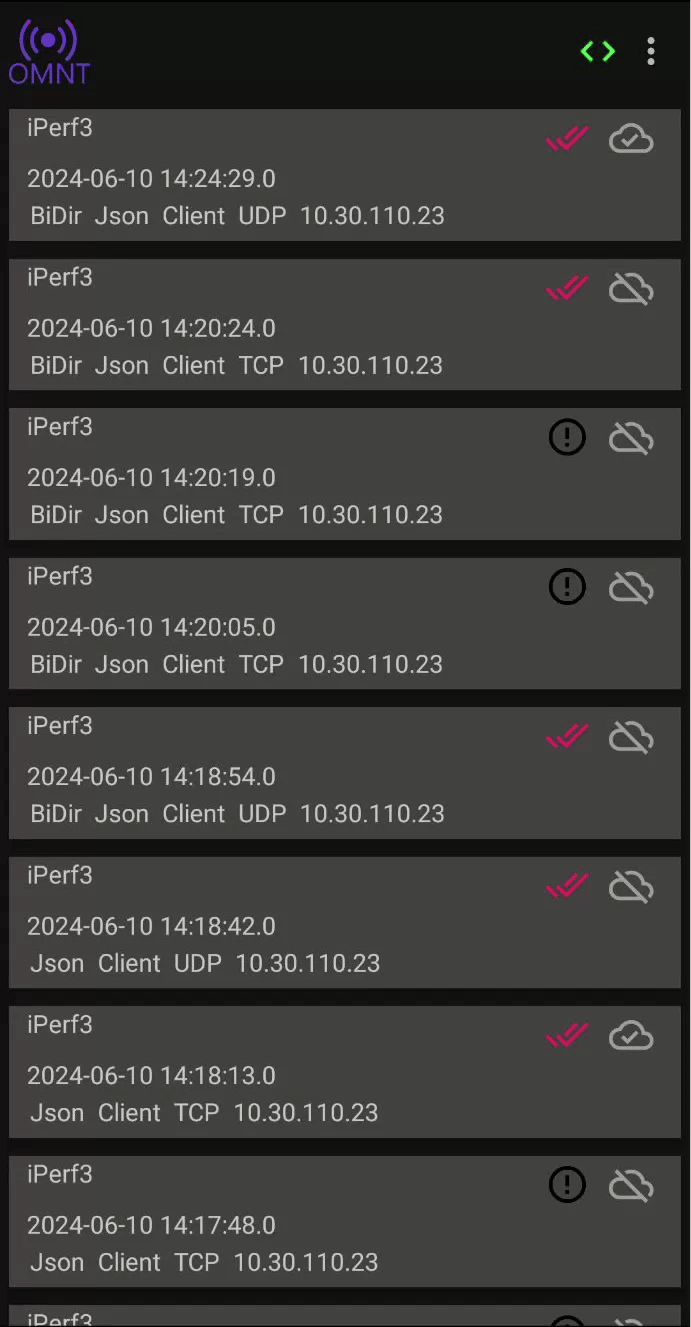 OMNT
iPerf3
2024-06-10 14:24:29.0
BiDir Json Client UDP 10.30.110.23
iPerf3
2024-06-10 14:20:24.0
BiDir Json Client TCP 10.30.110.23
iPerf3
2024-06-10 14:20:19.0
BiDir Json Client TCP 10.30.110.23
iPerf3
2024-06-10 14:20:05.0
BiDir Json Client TCP 10.30.110.23
iPerf3
2024-06-10 14:18:54.0
BiDir Json Client UDP 10.30.110.23
iPerf3
2024-06-10 14:18:42.0
Json Client UDP 10.30.110.23
iPerf3
2024-06-10 14:18:13.0
Json Client TCP 10.30.110.23
iPerf3
2024-06-10 14:17:48.0
Json Client TCP 10.30.110.23
iPerf3